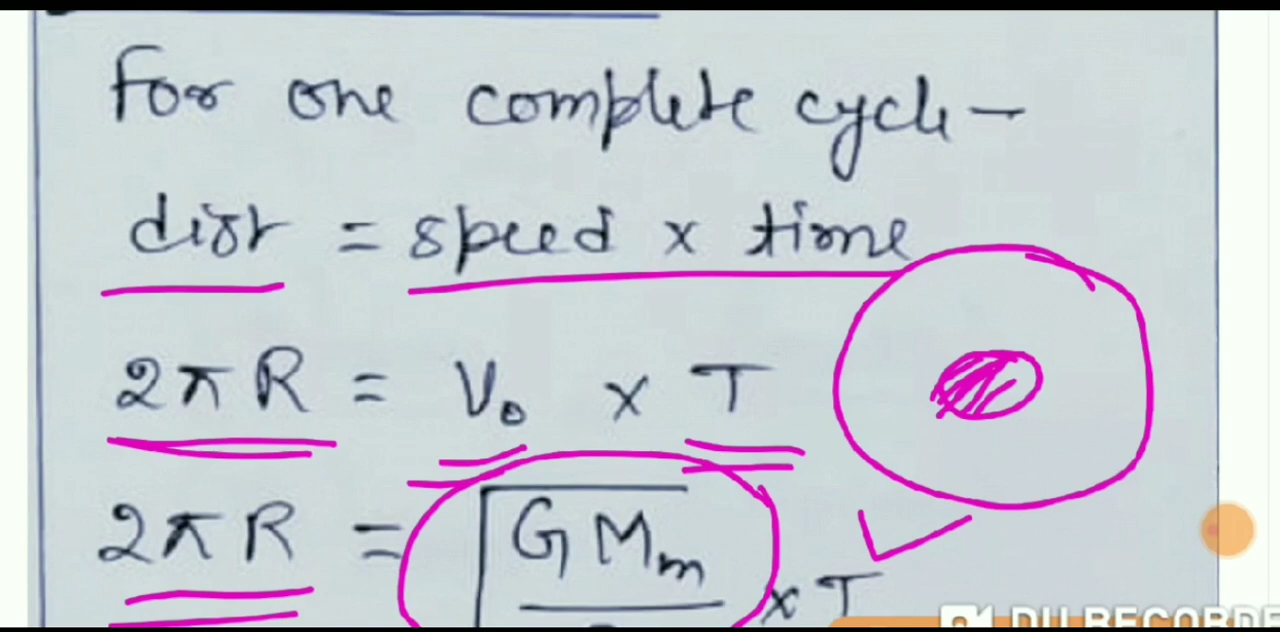 For one complete cycle –
dist = speed x time
2πR = V₀ x T
2πR = √GMₘ x T